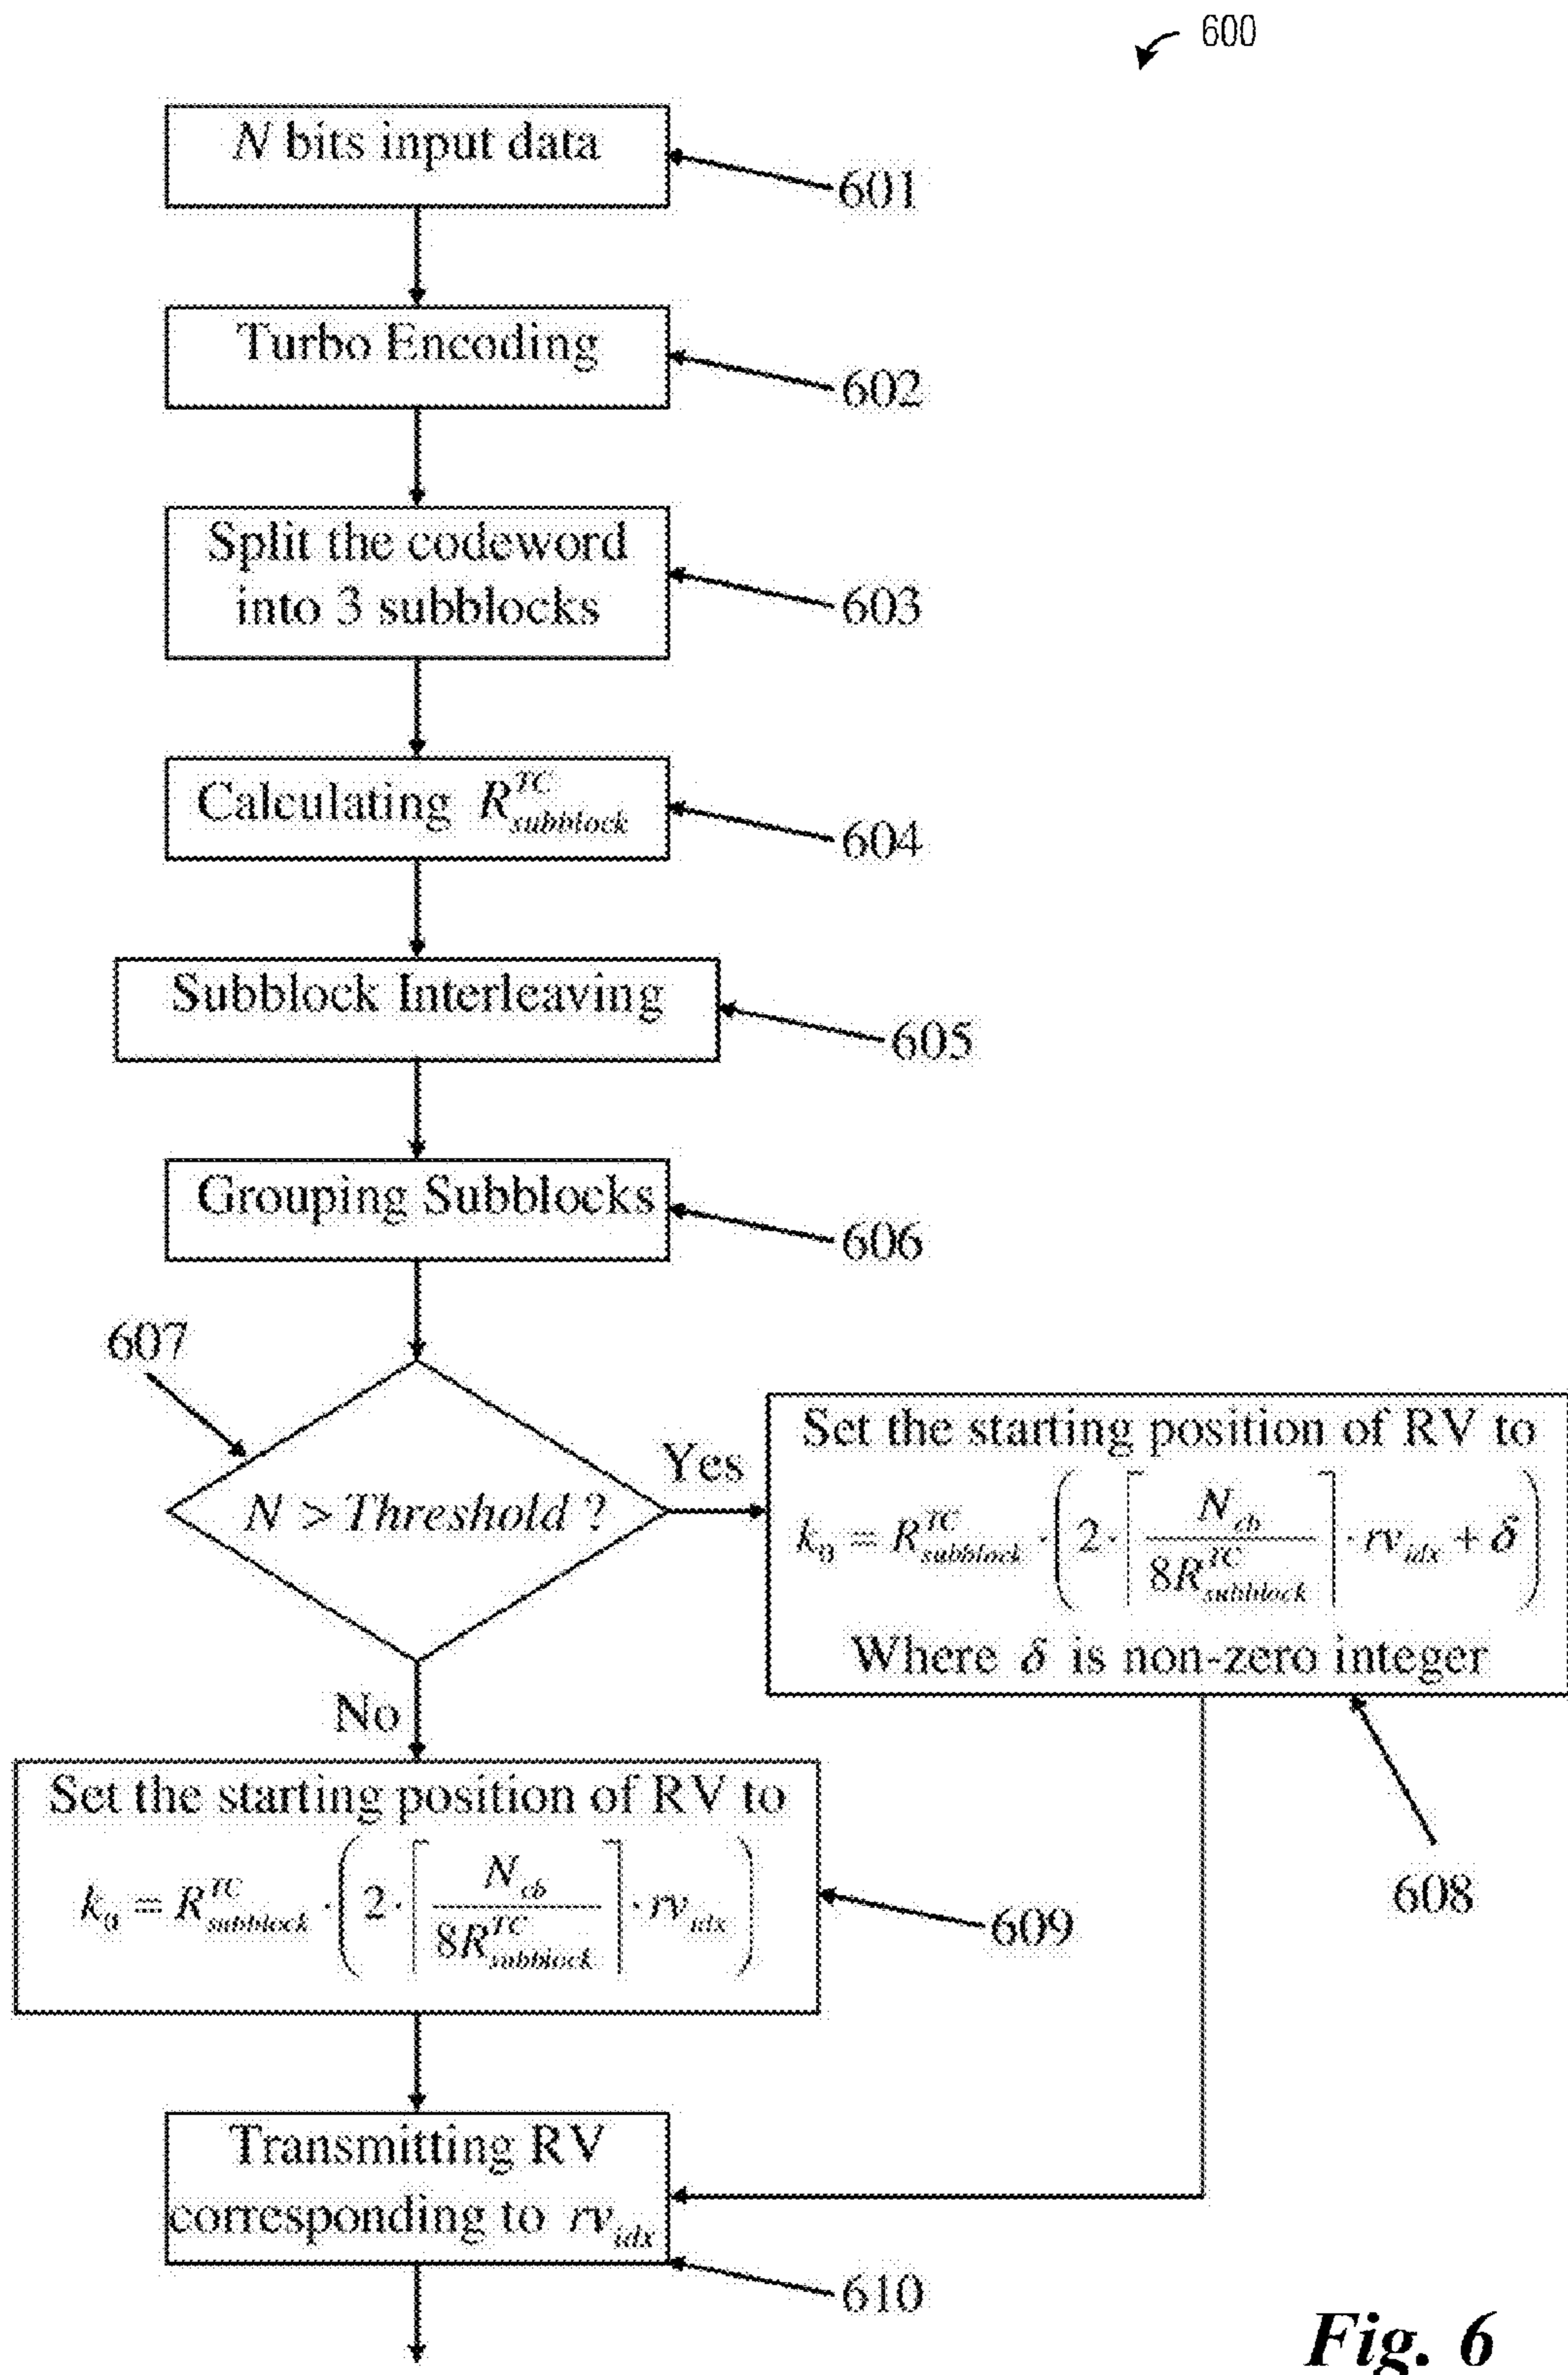 600
N bits input data
601
Turbo Encoding
602
Split the codeword
into 3 subblocks
603
Calculating R^{TC}_{subblock}
604
Subblock Interleaving
605
Grouping Subblocks
606
607
N > Threshold ?
Yes
Set the starting position of RV to
k_0 = R^{TC}_{subblock} · ( 2 · ⌈ N_{cb} / 8R^{TC}_{subblock} ⌉ · rv_{idx} + δ )
Where δ is non-zero integer
608
No
Set the starting position of RV to
k_0 = R^{TC}_{subblock} · ( 2 · ⌈ N_{cb} / 8R^{TC}_{subblock} ⌉ · rv_{idx} )
609
Transmitting RV
corresponding to rv_{idx}
610
Fig. 6